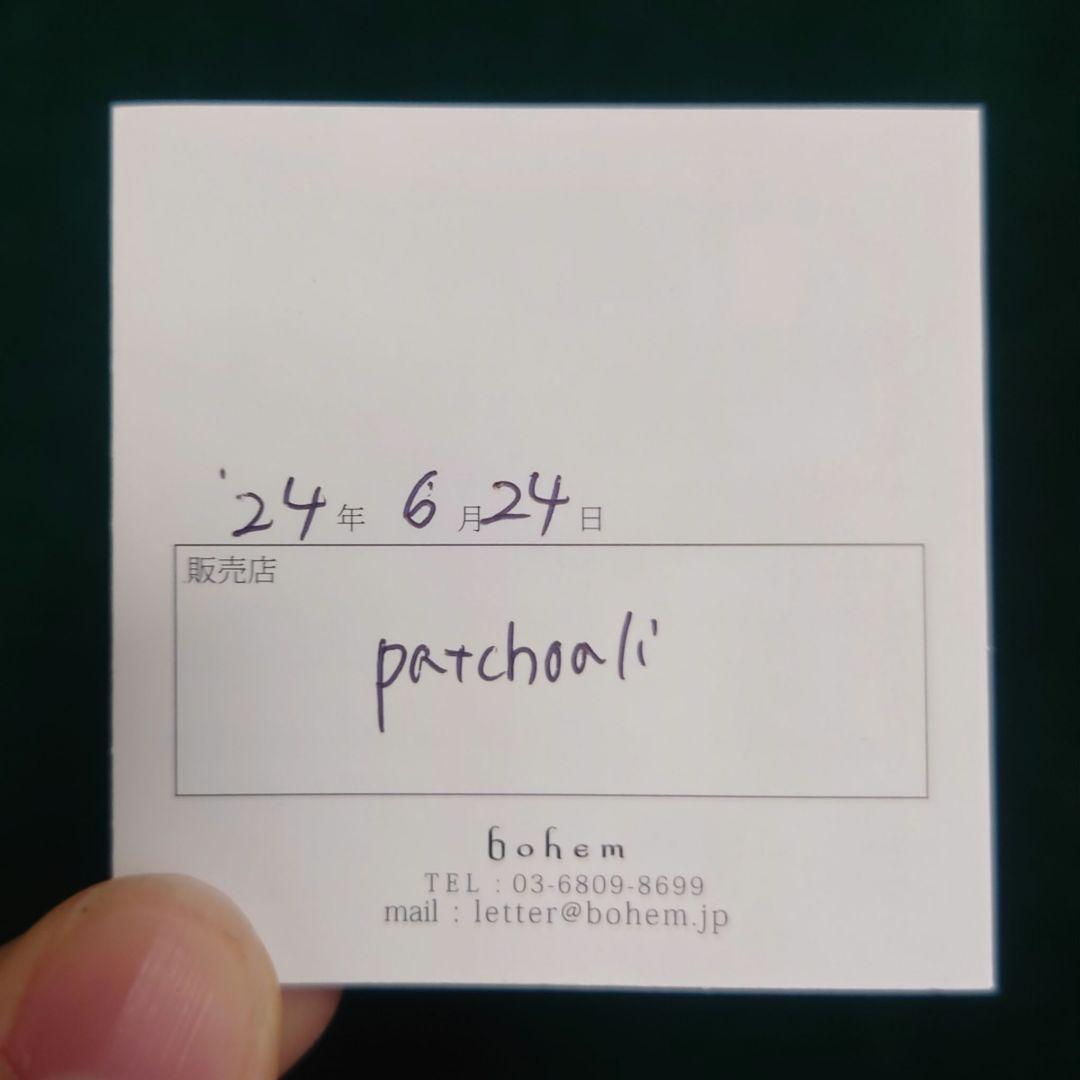 '24年 6月24日
販売店
patchoali
bohem
TEL : 03-6809-8699
mail : letter@bohem.jp